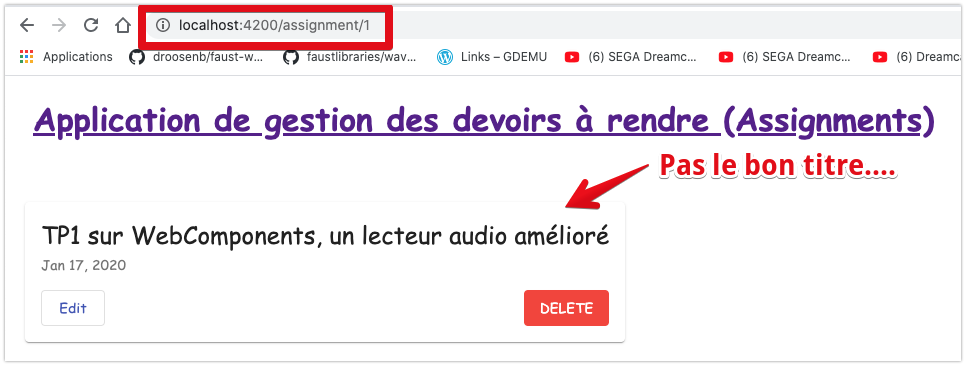 localhost:4200/assignment/1
Applications droosenb/faust-w... faustlibraries/wav... Links – GDEMU (6) SEGA Dreamc... (6) SEGA Dreamc... (6) Dream
Application de gestion des devoirs à rendre (Assignments)
Pas le bon titre....
TP1 sur WebComponents, un lecteur audio amélioré
Jan 17, 2020
Edit DELETE